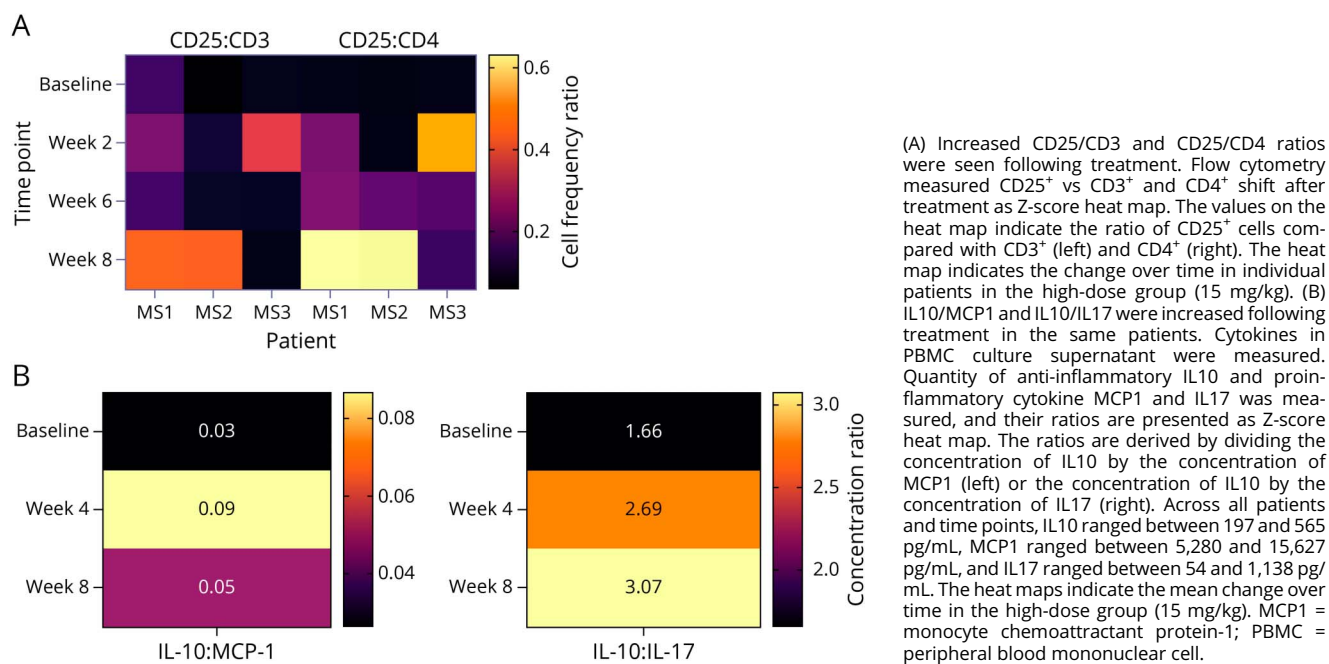 A
CD25:CD3 CD25:CD4
Baseline
Week 2
Week 6
Week 8
Time point
MS1 MS2 MS3 MS1 MS2 MS3
Patient
0.6
0.4
0.2
Cell frequency ratio
B
Baseline
Week 4
Week 8
0.03
0.09
0.05
IL-10:MCP-1
0.08
0.06
0.04
1.66
2.69
3.07
Baseline
Week 4
Week 8
IL-10:IL-17
3.0
2.5
2.0
Concentration ratio
(A) Increased CD25/CD3 and CD25/CD4 ratios
were seen following treatment. Flow cytometry
measured CD25⁺ vs CD3⁺ and CD4⁺ shift after
treatment as Z-score heat map. The values on the
heat map indicate the ratio of CD25⁺ cells com-
pared with CD3⁺ (left) and CD4⁺ (right). The heat
map indicates the change over time in individual
patients in the high-dose group (15 mg/kg). (B)
IL10/MCP1 and IL10/IL17 were increased following
treatment in the same patients. Cytokines in
PBMC culture supernatant were measured.
Quantity of anti-inflammatory IL10 and proin-
flammatory cytokine MCP1 and IL17 was mea-
sured, and their ratios are presented as Z-score
heat map. The ratios are derived by dividing the
concentration of IL10 by the concentration of
MCP1 (left) or the concentration of IL10 by the
concentration of IL17 (right). Across all patients
and time points, IL10 ranged between 197 and 565
pg/mL, MCP1 ranged between 5,280 and 15,627
pg/mL, and IL17 ranged between 54 and 1,138 pg/
mL. The heat maps indicate the mean change over
time in the high-dose group (15 mg/kg). MCP1 =
monocyte chemoattractant protein-1; PBMC =
peripheral blood mononuclear cell.